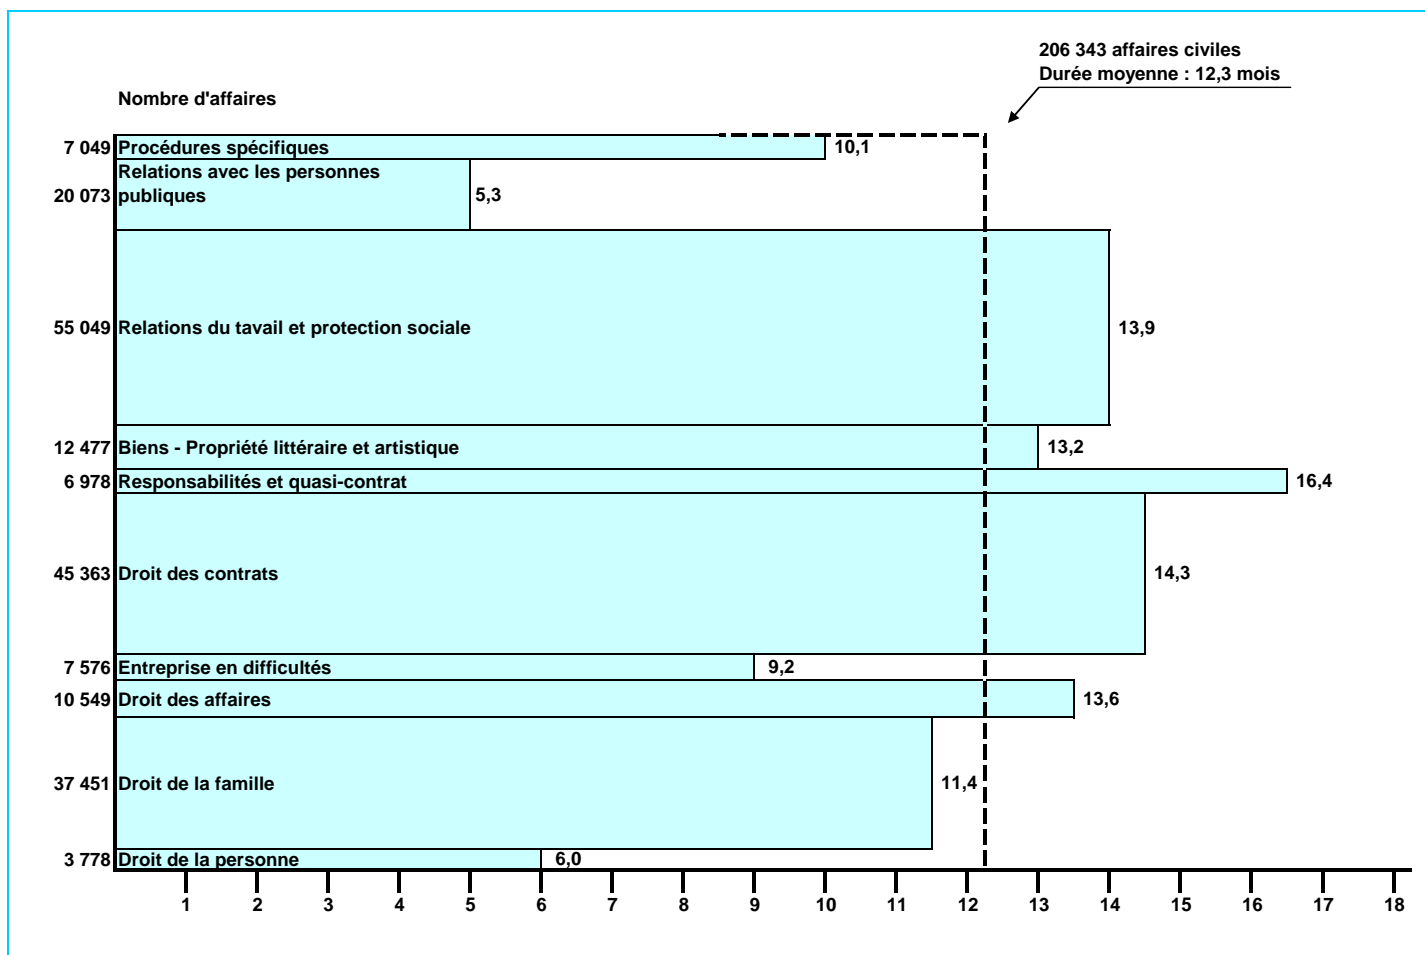 206 343 affaires civiles
Durée moyenne : 12,3 mois
Nombre d'affaires
7 049 Procédures spécifiques 10,1
Relations avec les personnes
20 073 publiques 5,3
55 049 Relations du tavail et protection sociale 13,9
12 477 Biens - Propriété littéraire et artistique 13,2
6 978 Responsabilités et quasi-contrat 16,4
45 363 Droit des contrats 14,3
7 576 Entreprise en difficultés 9,2
10 549 Droit des affaires 13,6
37 451 Droit de la famille 11,4
3 778 Droit de la personne 6,0
1 2 3 4 5 6 7 8 9 10 11 12 13 14 15 16 17 18